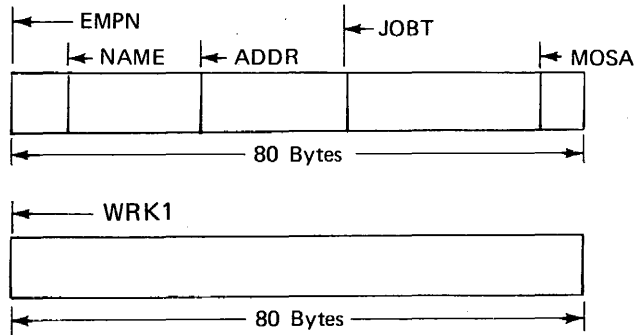 EMPN
JOBT
NAME
ADDR
MOSA
80 Bytes
WRK1
80 Bytes